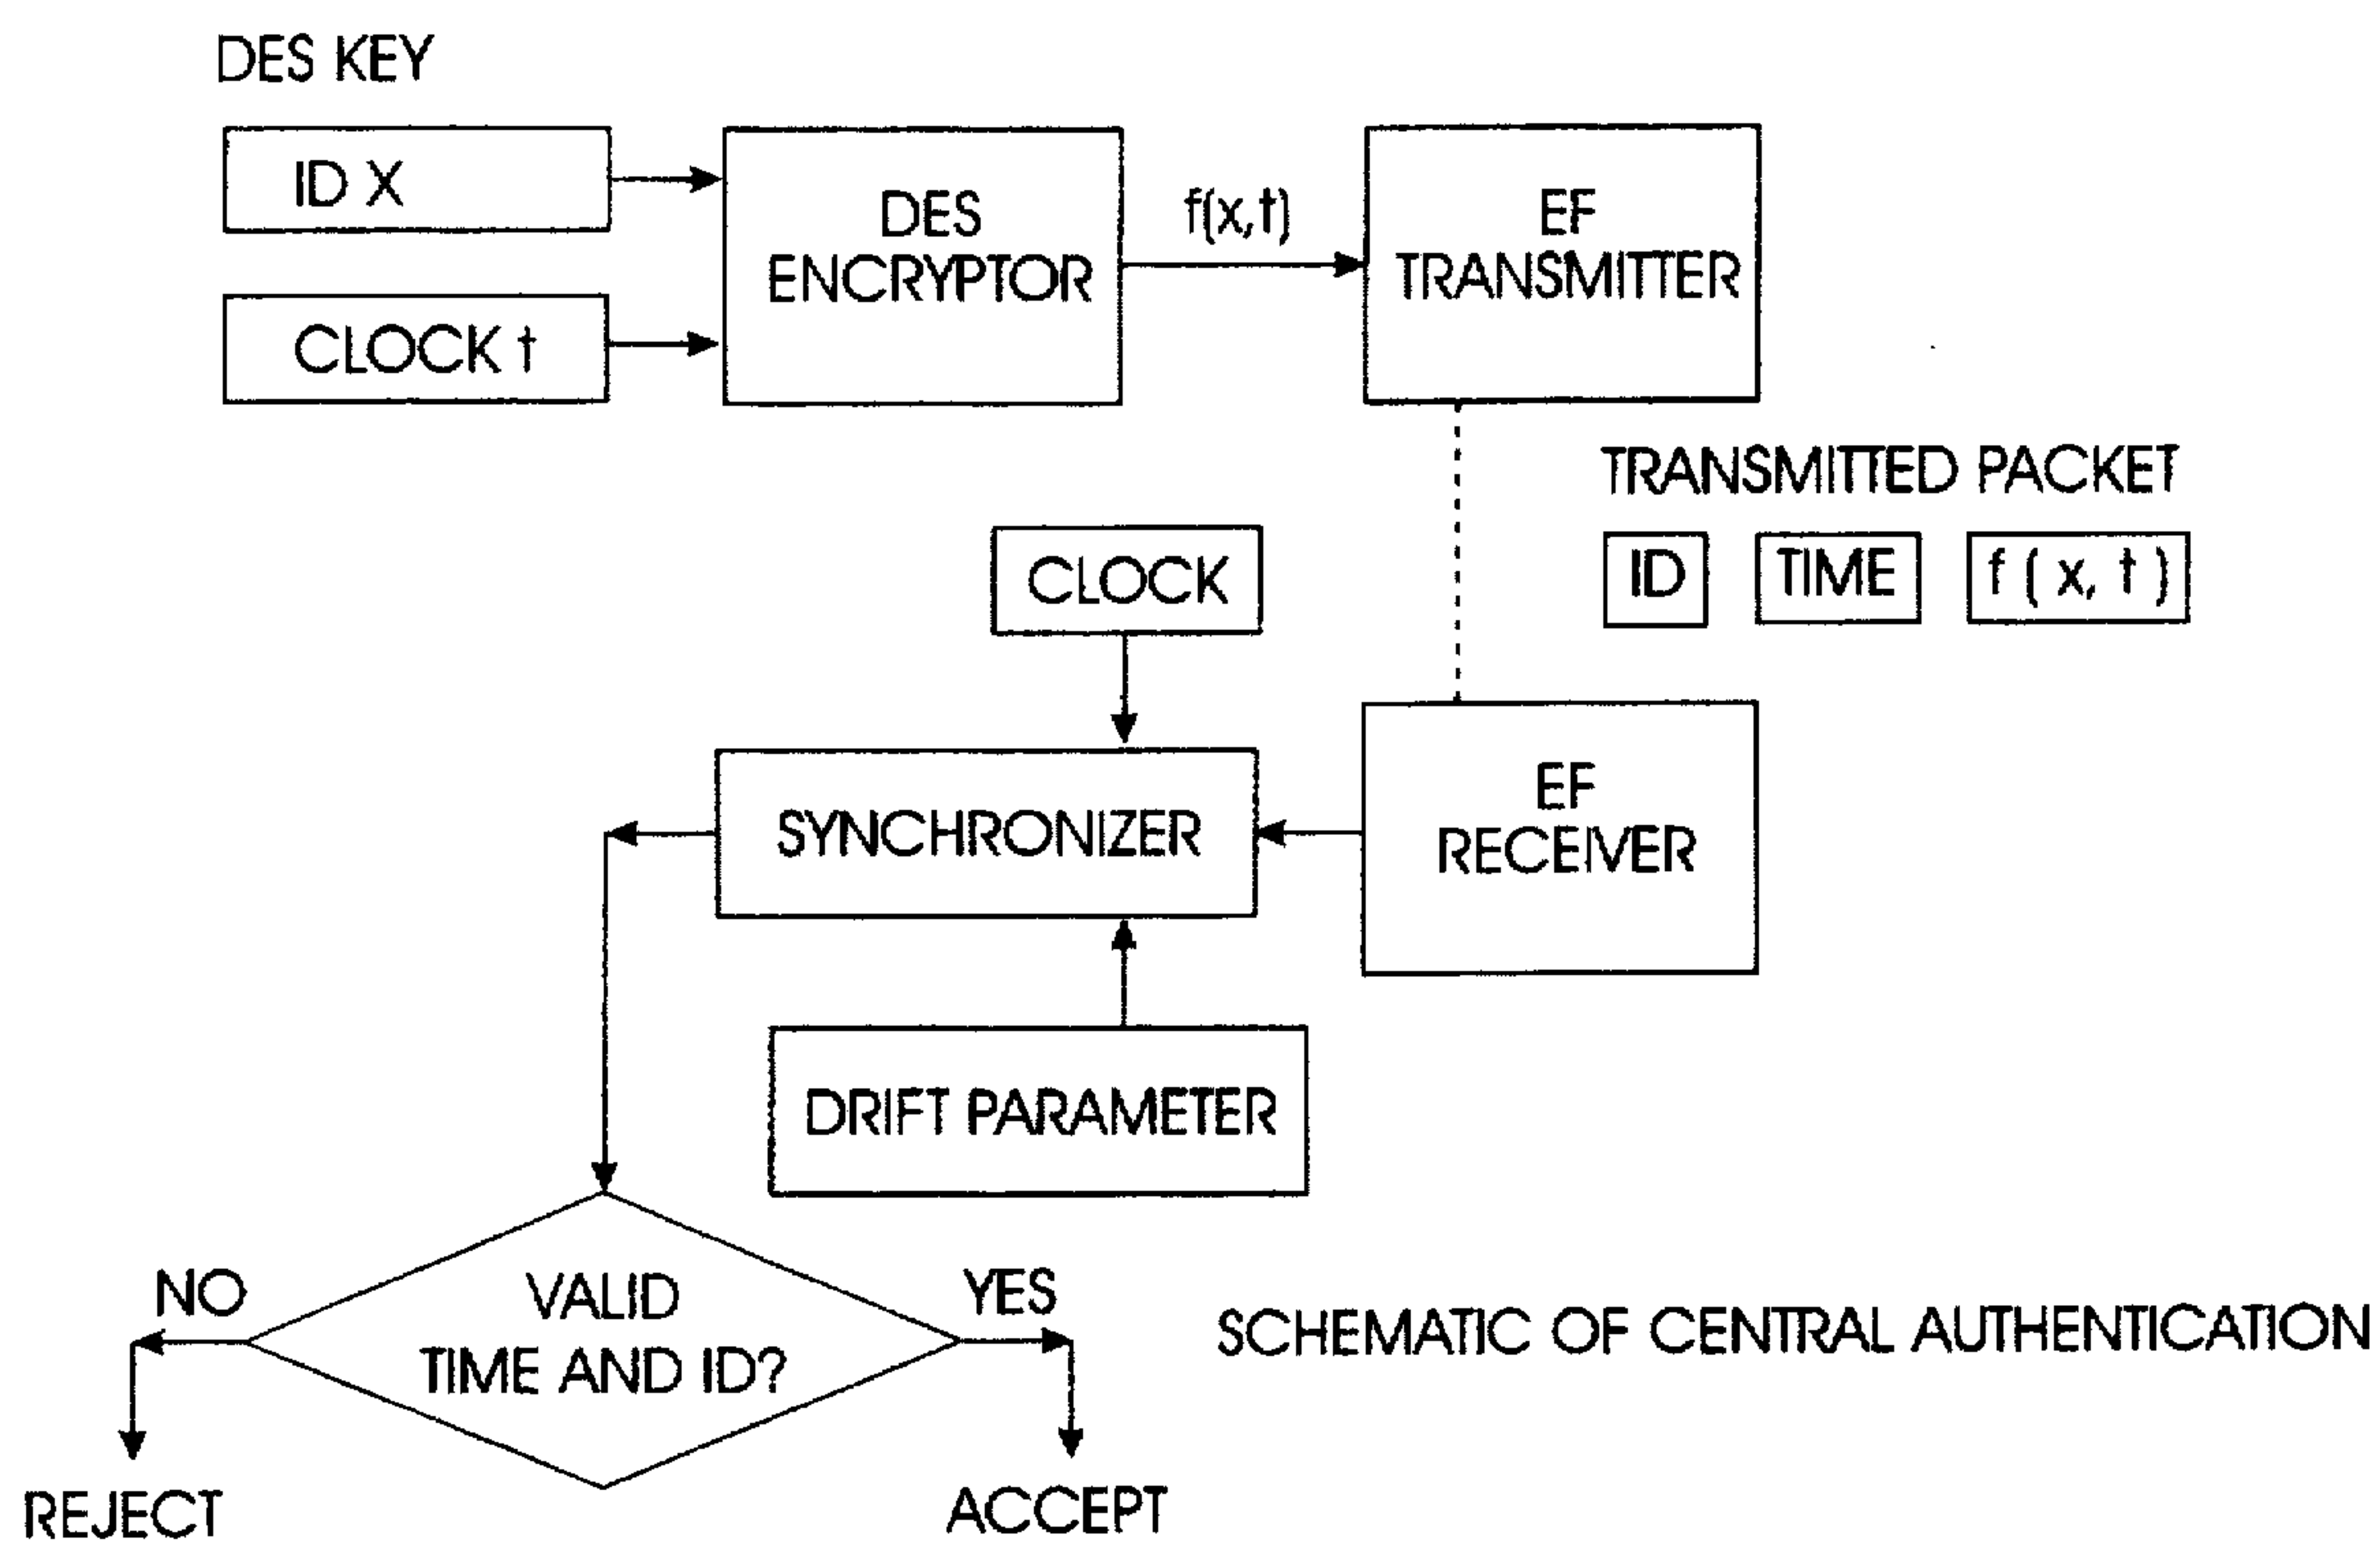 DES KEY
ID X
CLOCK t
DES
ENCRYPTOR
f(x,t)
EF
TRANSMITTER
TRANSMITTED PACKET
ID
TIME
f ( x, t )
CLOCK
SYNCHRONIZER
EF
RECEIVER
DRIFT PARAMETER
NO
VALID
TIME AND ID?
YES
SCHEMATIC OF CENTRAL AUTHENTICATION
REJECT
ACCEPT